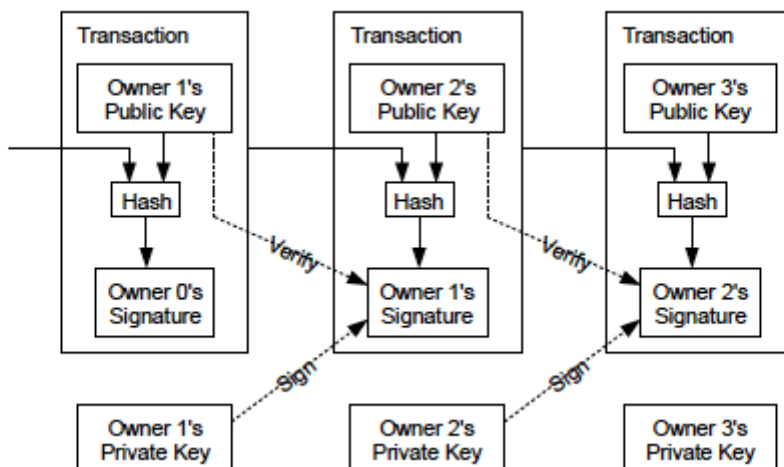 Transaction
Owner 1's
Public Key
Hash
Owner 0's
Signature
Transaction
Owner 2's
Public Key
Hash
Verify
Owner 1's
Signature
Transaction
Owner 3's
Public Key
Hash
Verify
Owner 2's
Signature
Sign
Sign
Owner 1's
Private Key
Owner 2's
Private Key
Owner 3's
Private Key